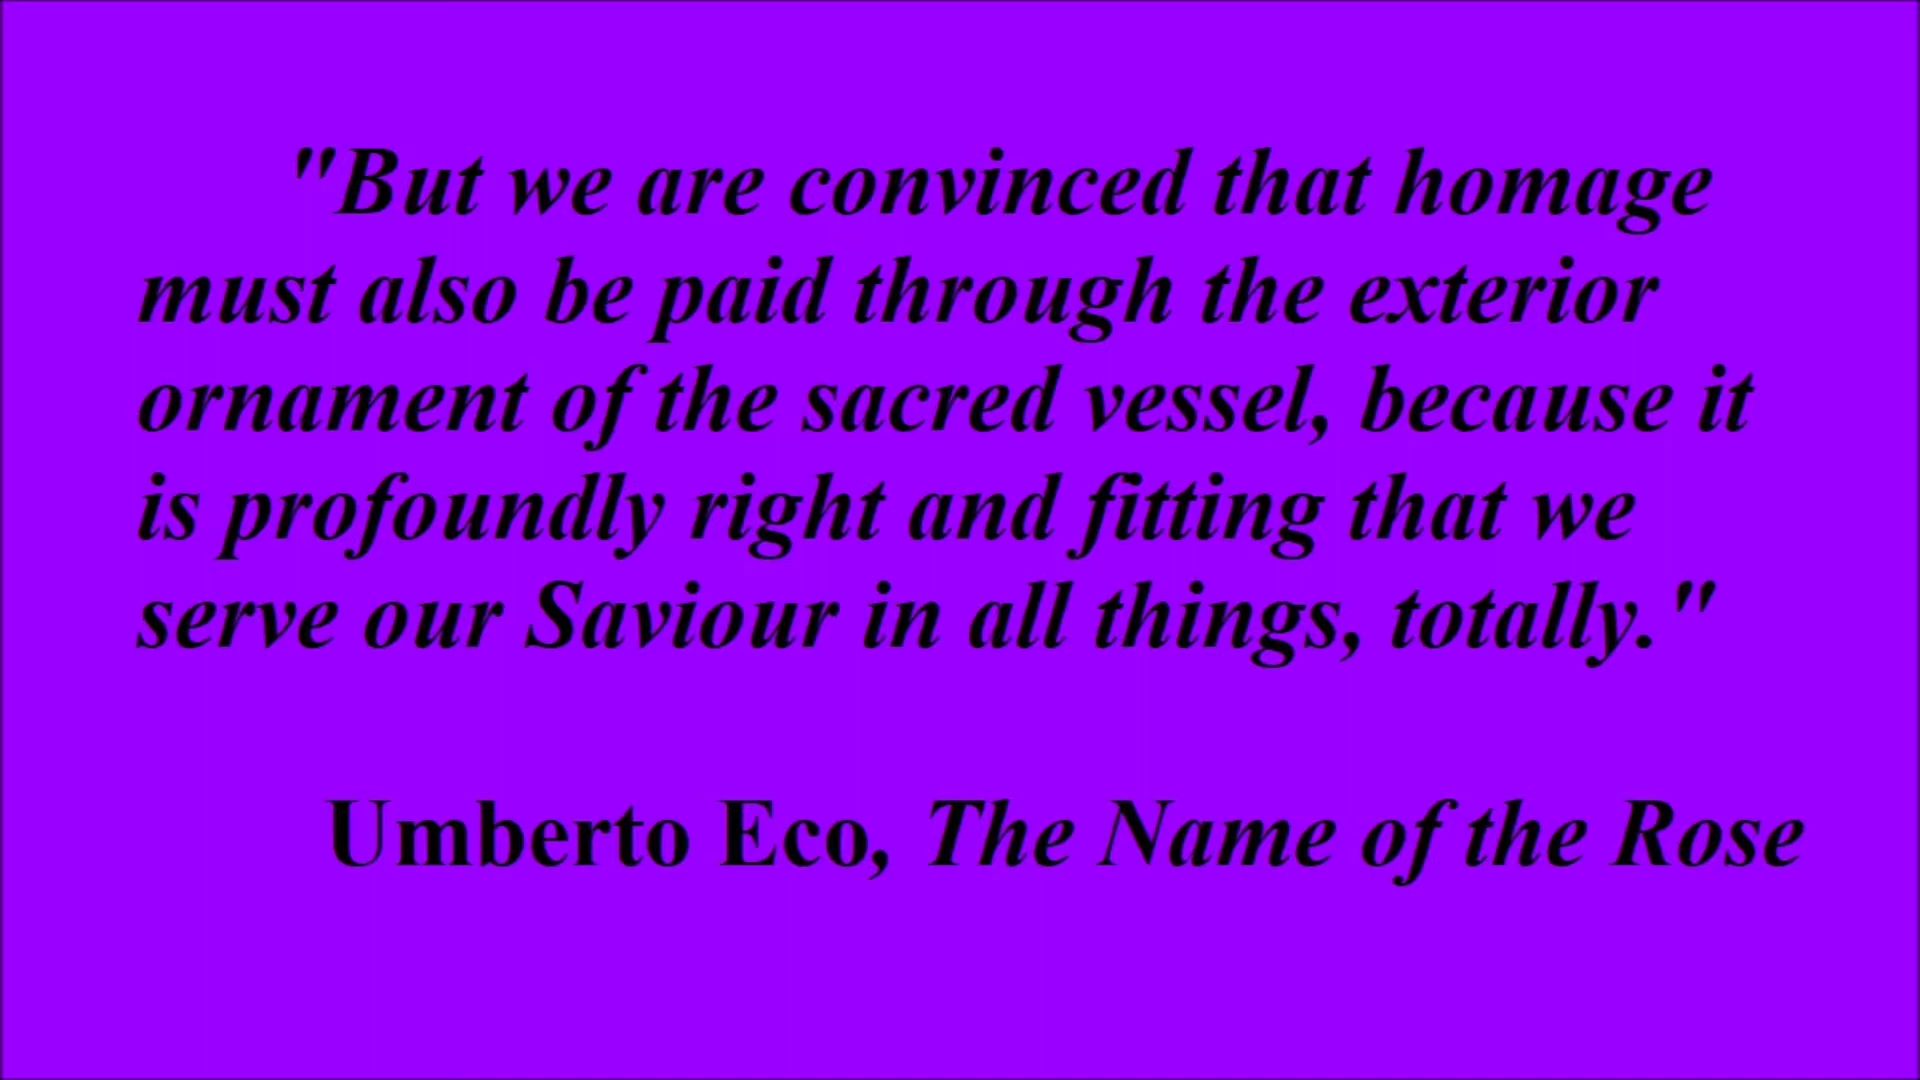 "But we are convinced that homage
must also be paid through the exterior
ornament of the sacred vessel, because it
is profoundly right and fitting that we
serve our Saviour in all things, totally."
Umberto Eco, The Name of the Rose